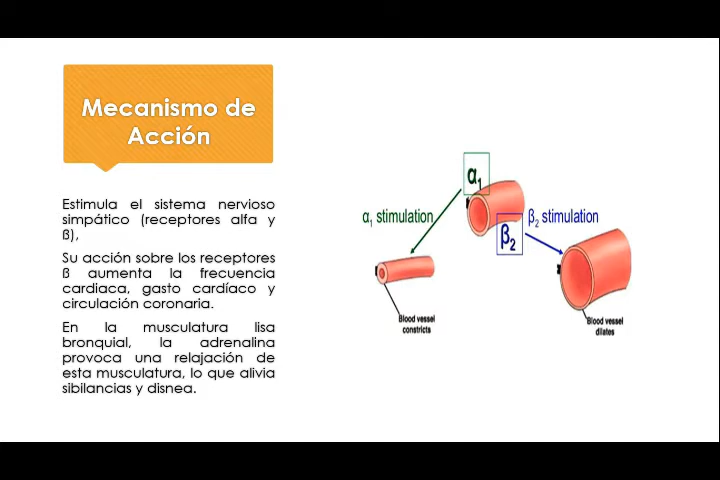 Mecanismo de
Acción
Estimula el sistema nervioso
simpático (receptores alfa y
ß),
Su acción sobre los receptores
ß aumenta la frecuencia
cardiaca, gasto cardíaco y
circulación coronaria.
En la musculatura lisa
bronquial, la adrenalina
provoca una relajación de
esta musculatura, lo que alivia
sibilancias y disnea.
α1
α1 stimulation
β2 stimulation
β2
Blood vessel
constricts
Blood vessel
dilates